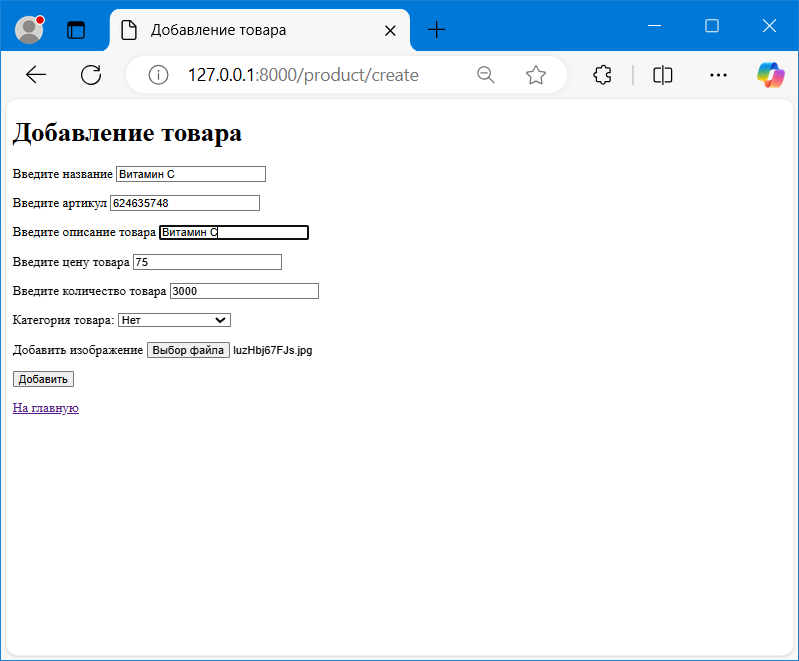 Добавление товара
127.0.0.1:8000/product/create
Добавление товара
Введите название Витамин C
Введите артикул 624635748
Введите описание товара Витамин C
Введите цену товара 75
Введите количество товара 3000
Категория товара: Нет
Добавить изображение Выбор файла IuzHbj67FJs.jpg
Добавить
На главную